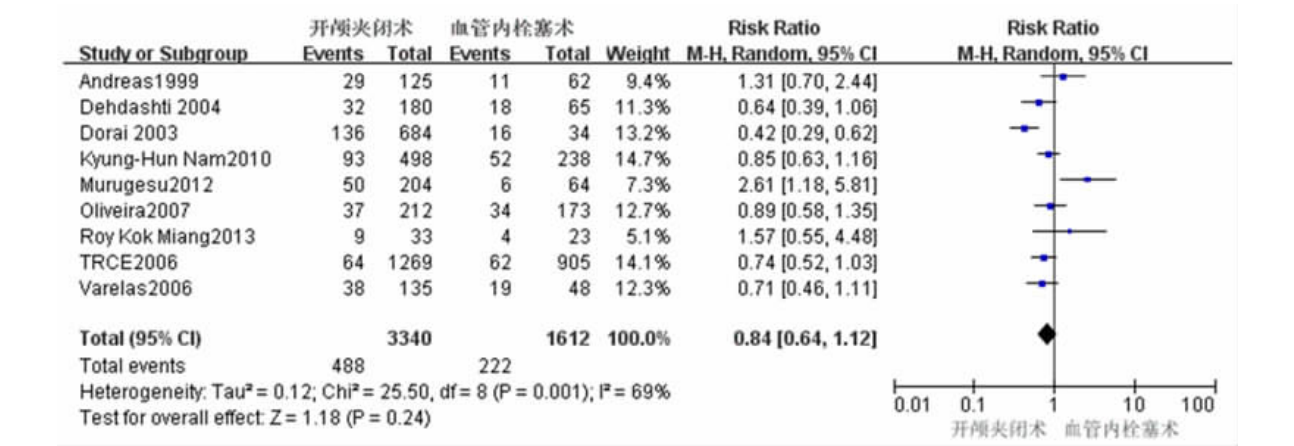 开颅夹闭术 血管内栓塞术 Risk Ratio Risk Ratio
Study or Subgroup Events Total Events Total Weight M-H, Random, 95% CI M-H, Random, 95% CI
Andreas1999 29 125 11 62 9.4% 1.31 [0.70, 2.44]
Dehdashti 2004 32 180 18 65 11.3% 0.64 [0.39, 1.06]
Dorai 2003 136 684 16 34 13.2% 0.42 [0.29, 0.62]
Kyung-Hun Nam2010 93 498 52 238 14.7% 0.85 [0.63, 1.16]
Murugesu2012 50 204 6 64 7.3% 2.61 [1.18, 5.81]
Oliveira2007 37 212 34 173 12.7% 0.89 [0.58, 1.35]
Roy Kok Miang2013 9 33 4 23 5.1% 1.57 [0.55, 4.48]
TRCE2006 64 1269 62 905 14.1% 0.74 [0.52, 1.03]
Varelas2006 38 135 19 48 12.3% 0.71 [0.46, 1.11]
Total (95% CI) 3340 1612 100.0% 0.84 [0.64, 1.12]
Total events 488 222
Heterogeneity: Tau² = 0.12; Chi² = 25.50, df = 8 (P = 0.001); I² = 69%
Test for overall effect: Z = 1.18 (P = 0.24)
0.01 0.1 1 10 100
开颅夹闭术 血管内栓塞术